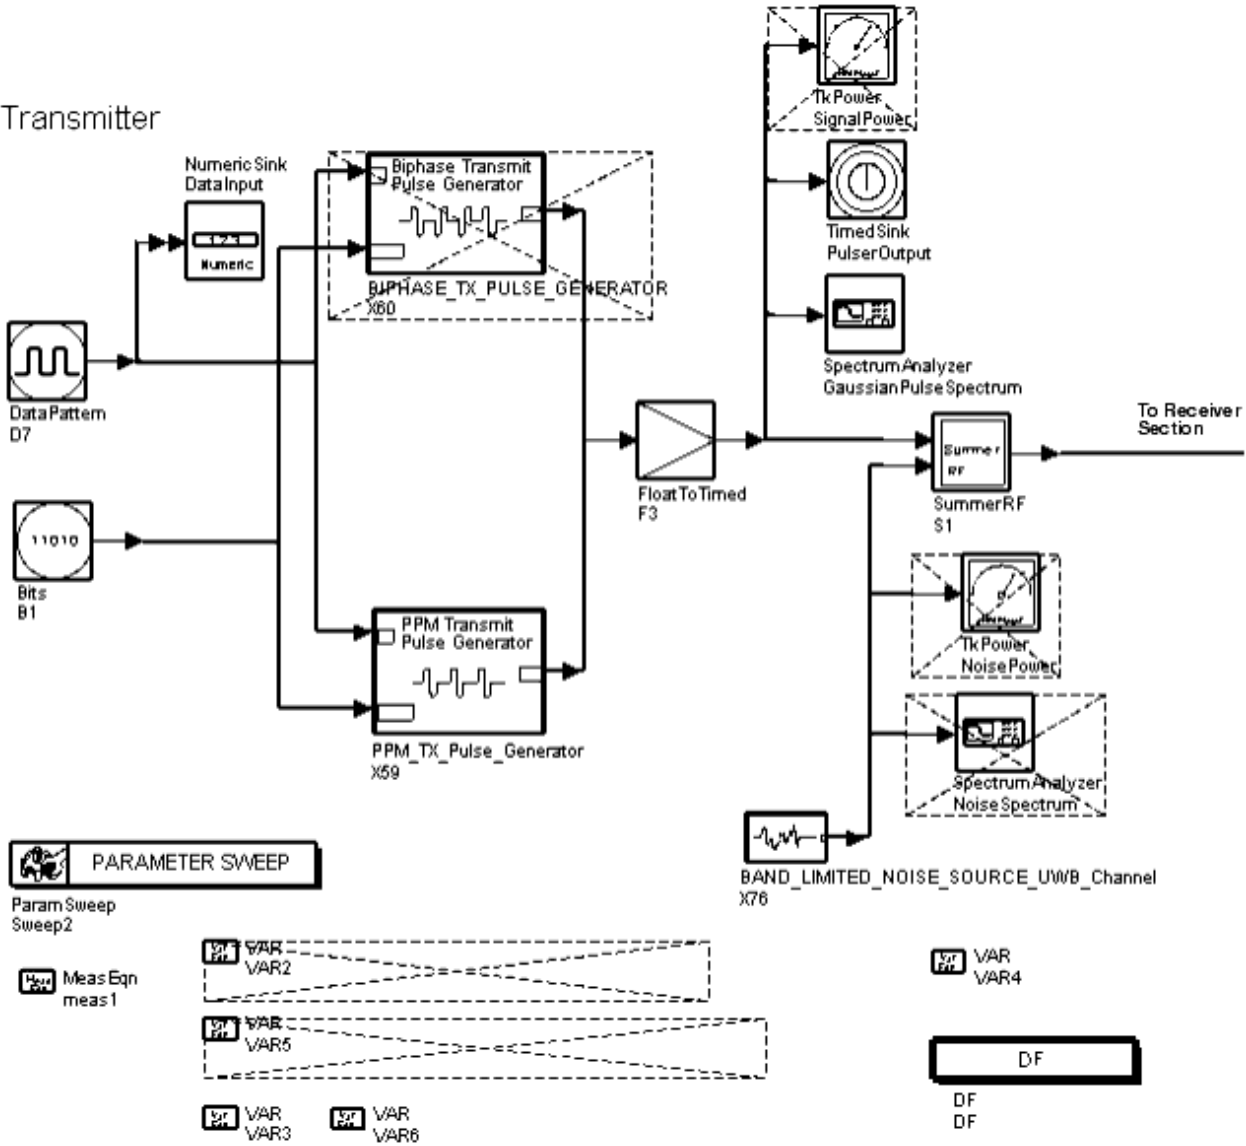 Transmitter
TkPower
SignalPower
NumericSink
DataInput
123
Numeric
Biphase Transmit
Pulse Generator
BIPHASE_TX_PULSE_GENERATOR
X60
TimedSink
PulserOutput
SpectrumAnalyzer
GaussianPulseSpectrum
DataPattern
D7
FloatToTimed
F3
Summer
RF
SummerRF
S1
To Receiver
Section
11010
Bits
B1
PPM Transmit
Pulse Generator
PPM_TX_Pulse_Generator
X59
TkPower
NoisePower
SpectrumAnalyzer
NoiseSpectrum
BAND_LIMITED_NOISE_SOURCE_UWB_Channel
X76
PARAMETER SWEEP
ParamSweep
Sweep2
MeasEqn
meas1
VAR
VAR2
VAR
VAR5
VAR
VAR3
VAR
VAR6
VAR
VAR4
DF
DF
DF